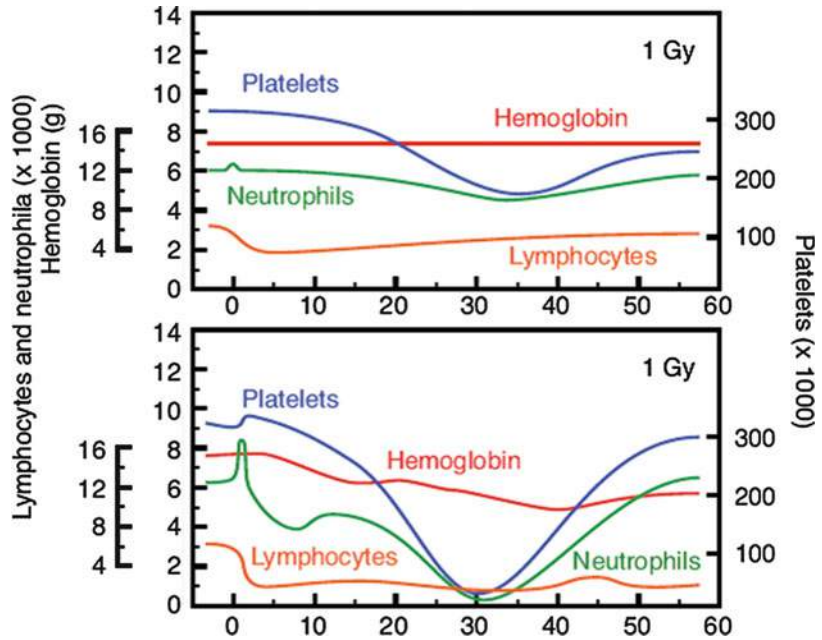 Lymphocytes and neutrophila (x 1000)
Hemoglobin (g)
16
12
8
4
14
12
10
8
6
4
2
0
1 Gy
Platelets
Hemoglobin
Neutrophils
Lymphocytes
300
200
100
0 10 20 30 40 50 60
Platelets (x 1000)
16
12
8
4
14
12
10
8
6
4
2
0
1 Gy
Platelets
Hemoglobin
Lymphocytes
Neutrophils
300
200
100
0 10 20 30 40 50 60